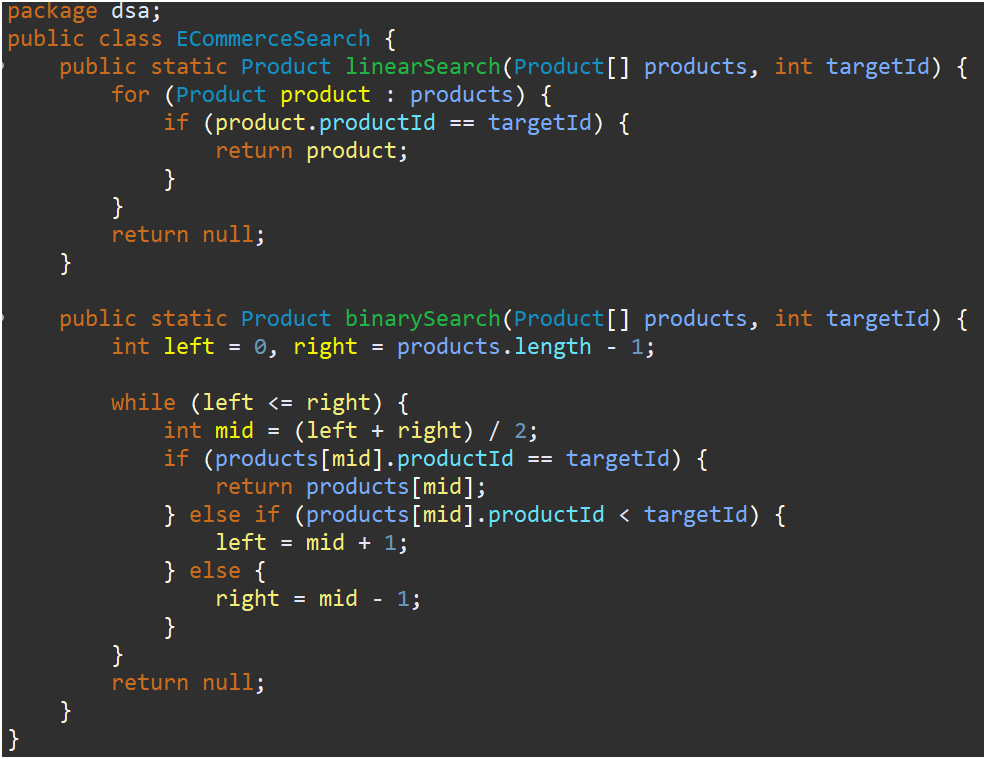 package dsa;
public class ECommerceSearch {
    public static Product linearSearch(Product[] products, int targetId) {
        for (Product product : products) {
            if (product.productId == targetId) {
                return product;
            }
        }
        return null;
    }

    public static Product binarySearch(Product[] products, int targetId) {
        int left = 0, right = products.length - 1;

        while (left <= right) {
            int mid = (left + right) / 2;
            if (products[mid].productId == targetId) {
                return products[mid];
            } else if (products[mid].productId < targetId) {
                left = mid + 1;
            } else {
                right = mid - 1;
            }
        }
        return null;
    }
}